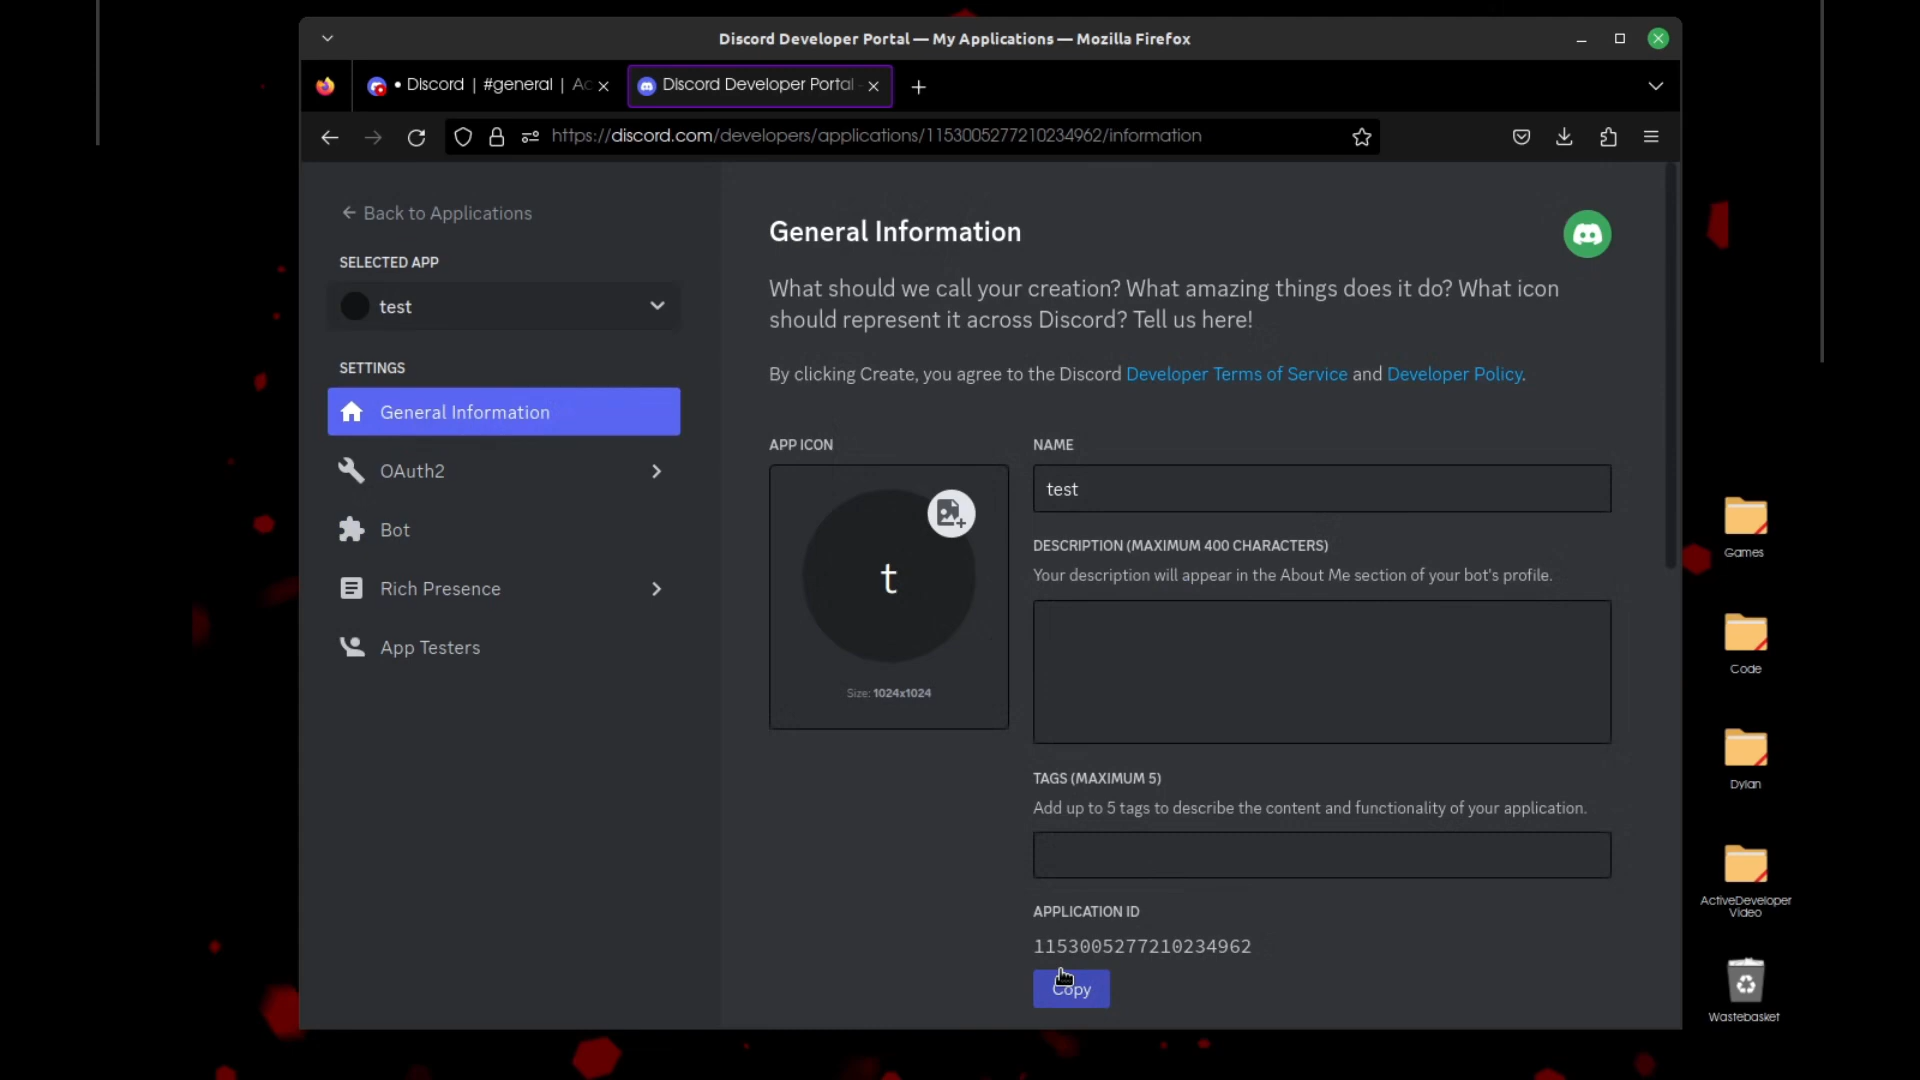 Discord Developer Portal — My Applications — Mozilla Firefox
• Discord | #general | Ac
Discord Developer Portal -
https://discord.com/developers/applications/1153005277210234962/information
Back to Applications
SELECTED APP
test
SETTINGS
General Information
OAuth2
Bot
Rich Presence
App Testers
General Information
What should we call your creation? What amazing things does it do? What icon
should represent it across Discord? Tell us here!
By clicking Create, you agree to the Discord Developer Terms of Service and Developer Policy.
APP ICON
t
Size: 1024x1024
NAME
test
DESCRIPTION (MAXIMUM 400 CHARACTERS)
Your description will appear in the About Me section of your bot's profile.
TAGS (MAXIMUM 5)
Add up to 5 tags to describe the content and functionality of your application.
APPLICATION ID
1153005277210234962
Copy
Games
Code
Dylan
ActiveDeveloper
Video
Wastebasket